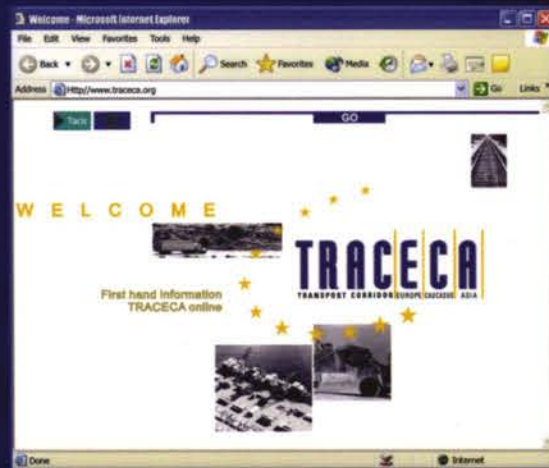 Welcome - Microsoft Internet Explorer
File Edit View Favorites Tools Help
Back Search Favorites Media
Address Http//www.traceca.org Go Links
Tacis
GO
WELCOME
TRACECA
TRANSPORT CORRIDOR EUROPE CAUCASUS ASIA
First hand information
TRACECA online
Done Internet